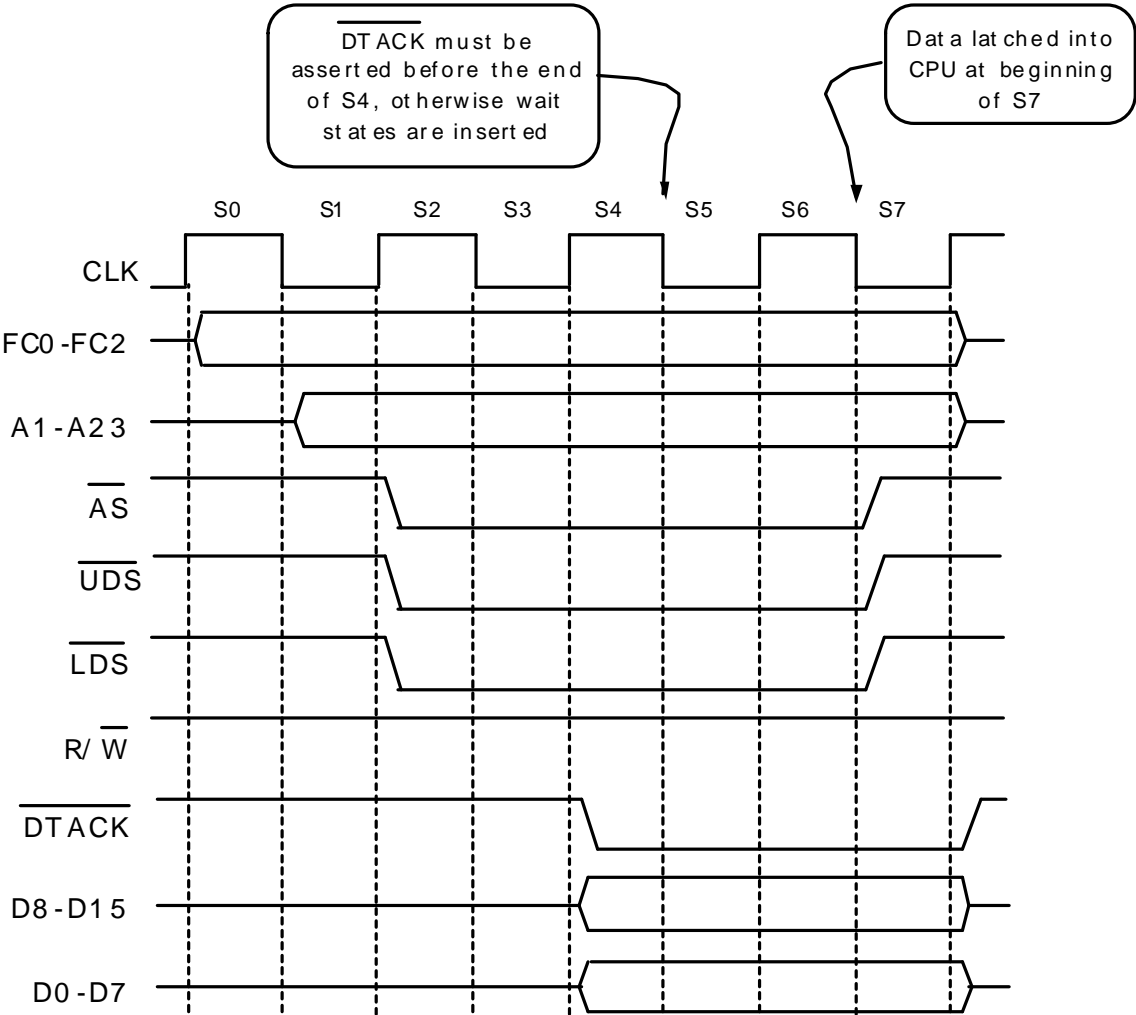 DTACK must be
asserted before the end
of S4, otherwise wait
states are inserted
Data latched into
CPU at beginning
of S7
S0 S1 S2 S3 S4 S5 S6 S7
CLK
FC0-FC2
A1-A23
AS
UDS
LDS
R/W
DTACK
D8-D15
D0-D7